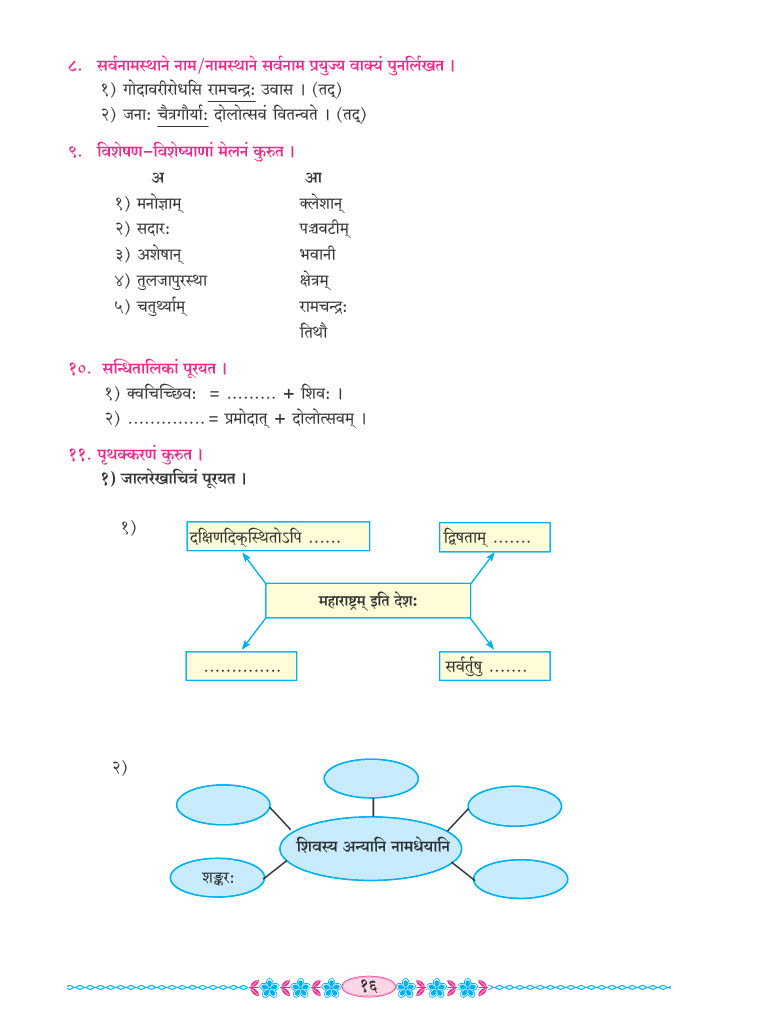 ८. सर्वनामस्थाने नाम/नामस्थाने सर्वनाम प्रयुज्य वाक्यं पुनर्लिखत ।
१) गोदावरीरोधसि रामचन्द्रः उवास । (तद्)
२) जनाः चैत्रगौर्याः दोलोत्सवं वितन्वते । (तद्)
९. विशेषण-विशेष्याणां मेलनं कुरुत ।
अ आ
१) मनोज्ञाम् क्लेशान्
२) सदारः पञ्चवटीम्
३) अशेषान् भवानी
४) तुलजापुरस्था क्षेत्रम्
५) चतुर्थ्याम् रामचन्द्रः
तिथौ
१०. सन्धितालिकां पूरयत ।
१) क्वचिच्छिवः = ......... + शिवः ।
२) .............. = प्रमोदात् + दोलोत्सवम् ।
११. पृथक्करणं कुरुत ।
१) जालरेखाचित्रं पूरयत ।
१)
दक्षिणदिक्स्थितोऽपि ...... द्विषताम् .......
महाराष्ट्रम् इति देशः
.............. सर्वर्तुषु .......
२)
शिवस्य अन्यानि नामधेयानि
शङ्करः
१६